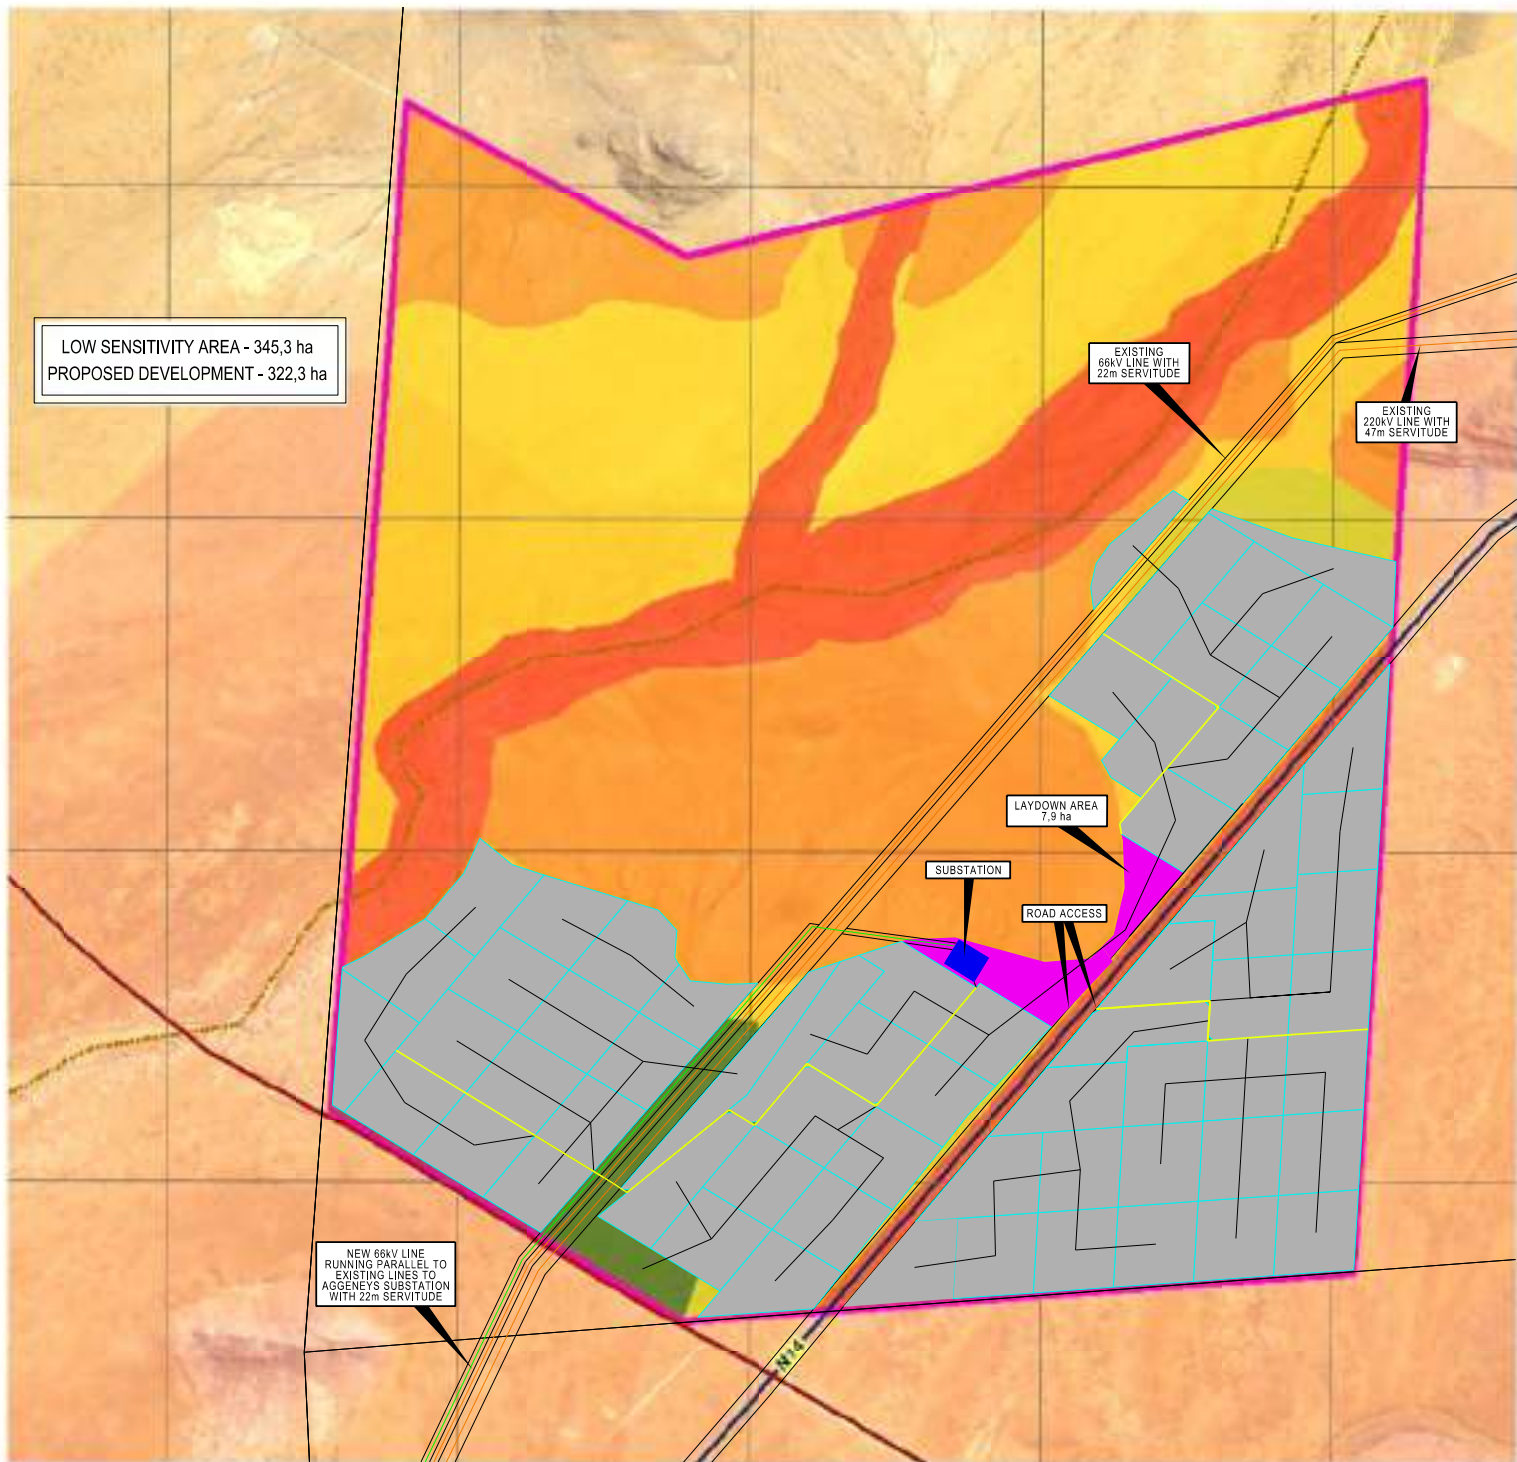 LOW SENSITIVITY AREA - 345,3 ha
PROPOSED DEVELOPMENT - 322,3 ha
EXISTING
66kV LINE WITH
22m SERVITUDE
EXISTING
220kV LINE WITH
47m SERVITUDE
LAYDOWN AREA
7,9 ha
SUBSTATION
ROAD ACCESS
NEW 66kV LINE
RUNNING PARALLEL TO
EXISTING LINES TO
AGGENEYS SUBSTATION
WITH 22m SERVITUDE
N14